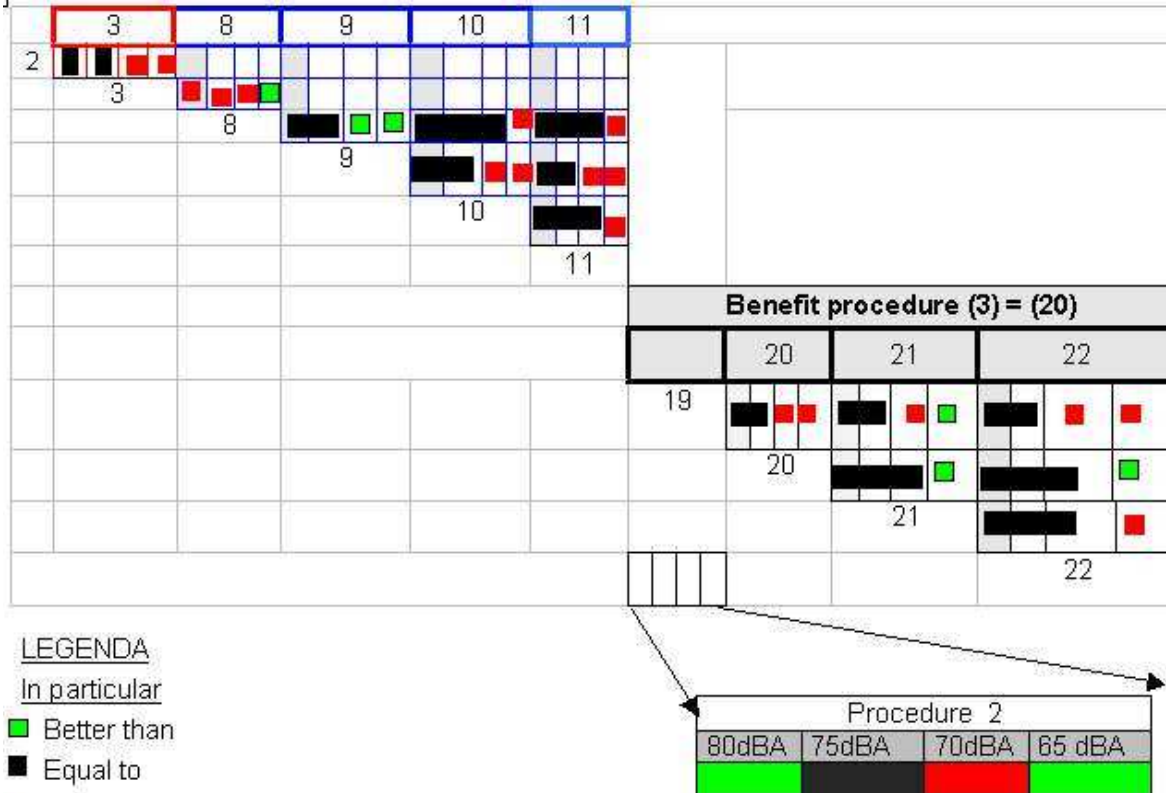 3 8 9 10 11
2
3
8
9
10
11
Benefit procedure (3) = (20)
20 21 22
19
20
21
22
LEGENDA
In particular
Better than
Equal to
Procedure 2
80dBA 75dBA 70dBA 65 dBA